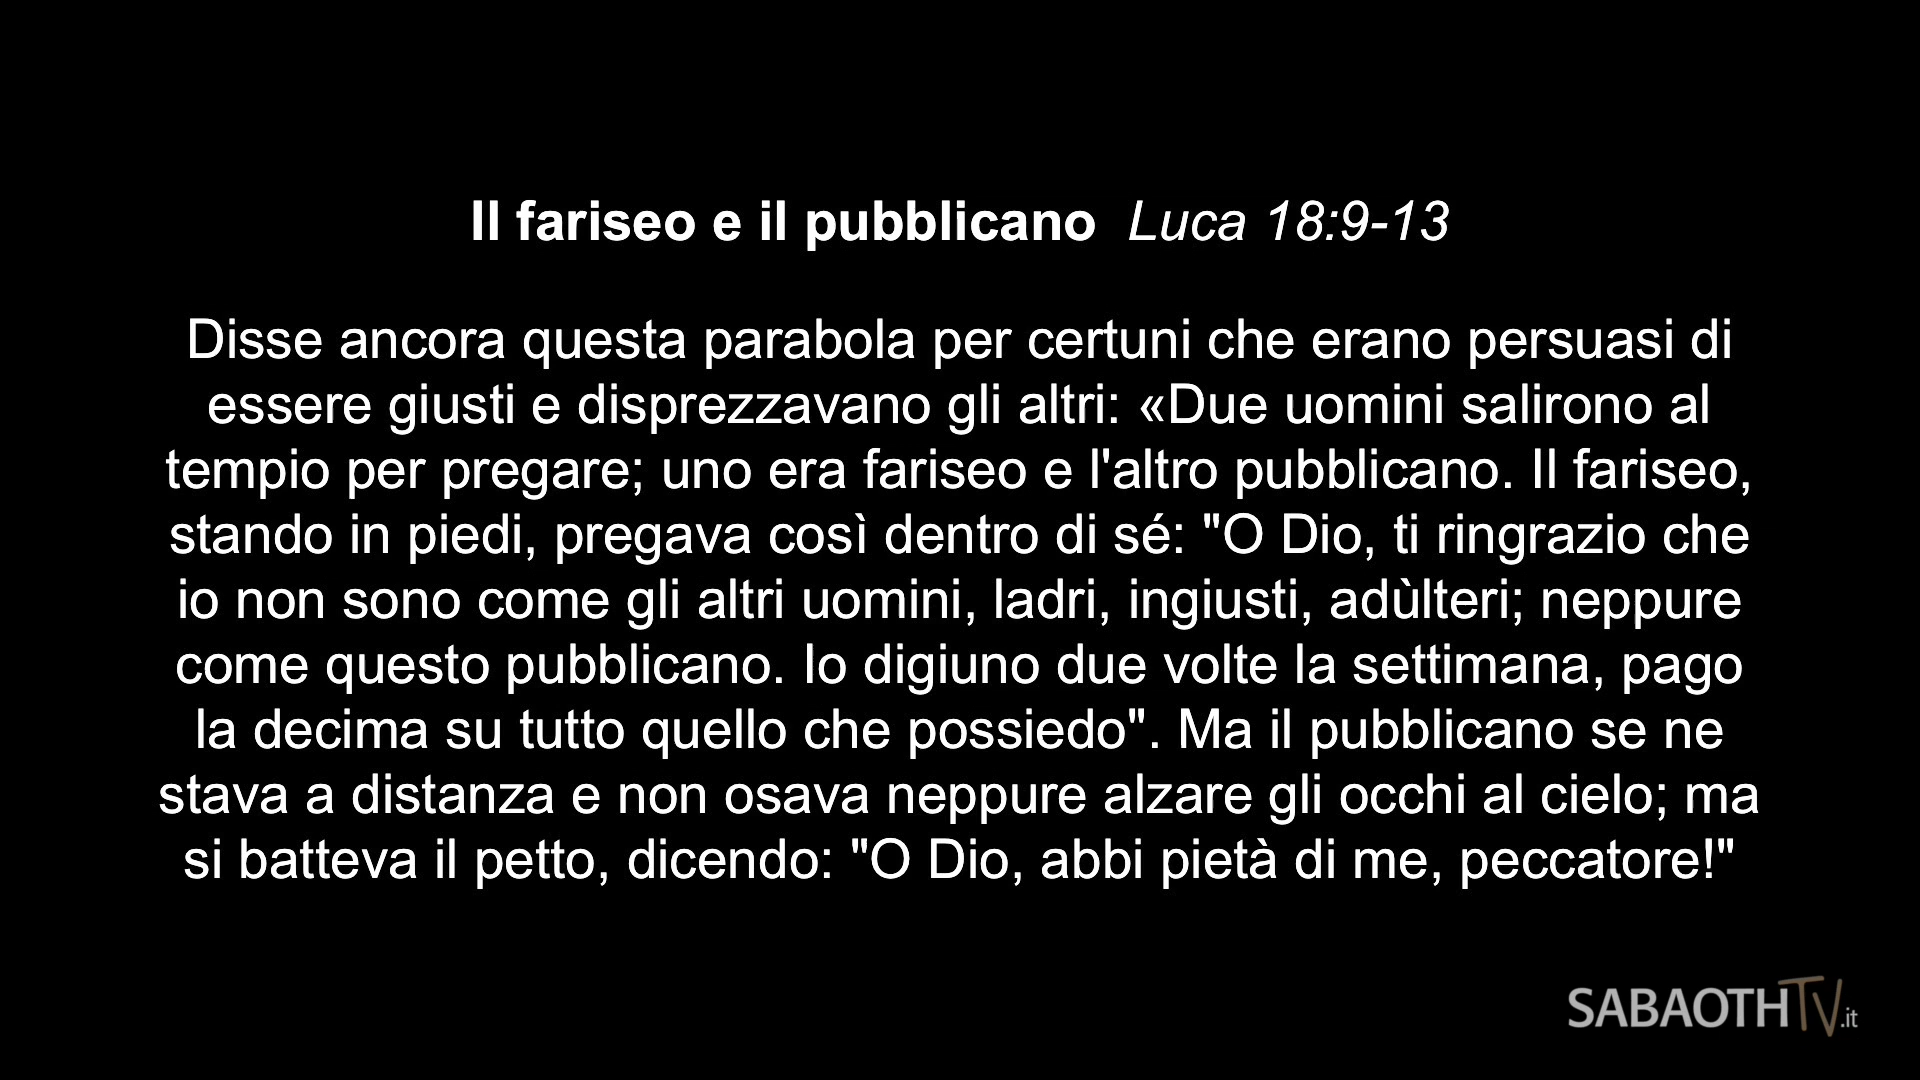 Il fariseo e il pubblicano Luca 18:9-13
Disse ancora questa parabola per certuni che erano persuasi di
essere giusti e disprezzavano gli altri: «Due uomini salirono al
tempio per pregare; uno era fariseo e l'altro pubblicano. Il fariseo,
stando in piedi, pregava così dentro di sé: "O Dio, ti ringrazio che
io non sono come gli altri uomini, ladri, ingiusti, adùlteri; neppure
come questo pubblicano. Io digiuno due volte la settimana, pago
la decima su tutto quello che possiedo". Ma il pubblicano se ne
stava a distanza e non osava neppure alzare gli occhi al cielo; ma
si batteva il petto, dicendo: "O Dio, abbi pietà di me, peccatore!"
SABAOTHTV.it